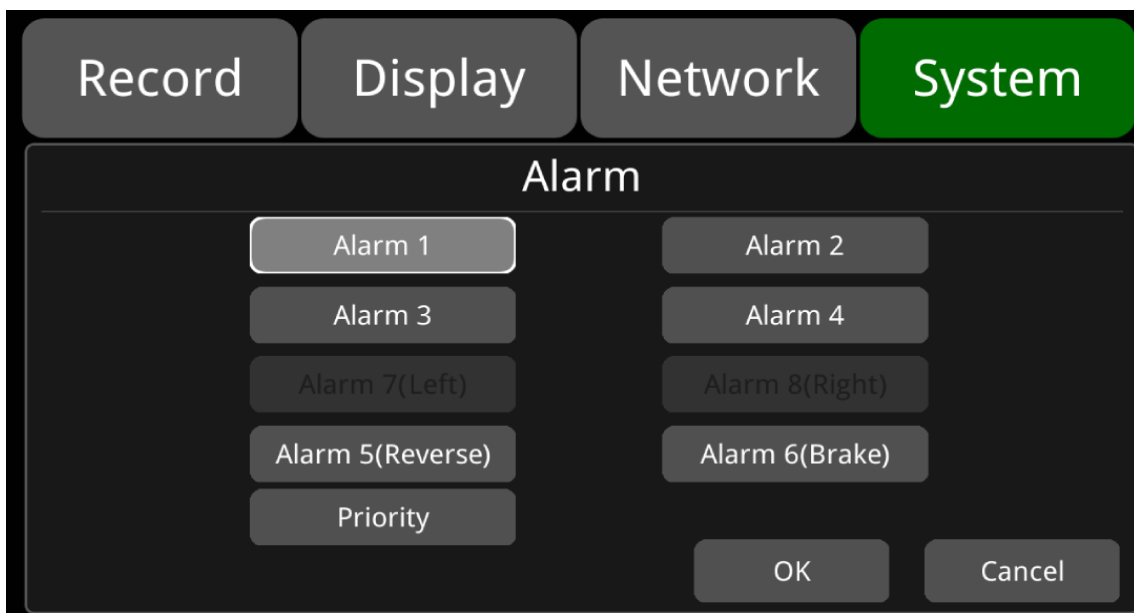 Record Display Network System
Alarm
Alarm 1 Alarm 2
Alarm 3 Alarm 4
Alarm 7(Left) Alarm 8(Right)
Alarm 5(Reverse) Alarm 6(Brake)
Priority
OK Cancel